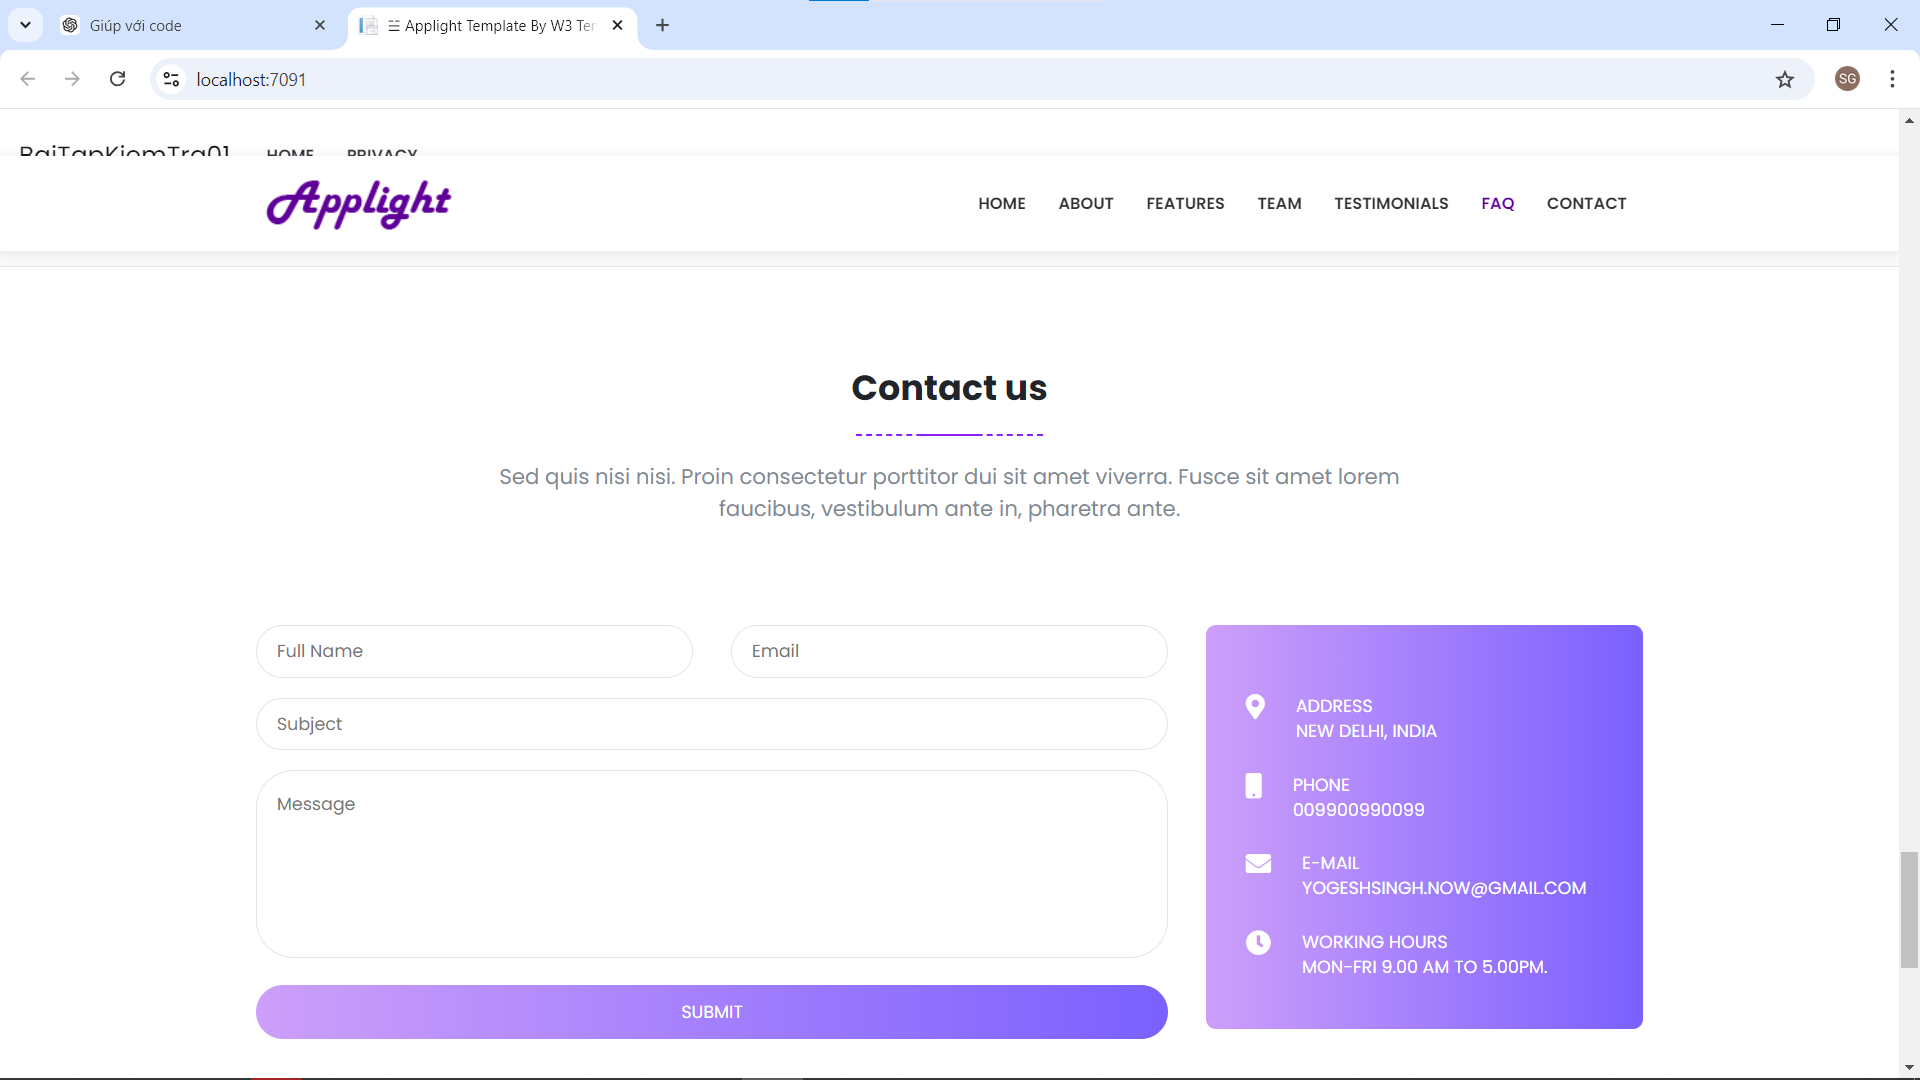 Giúp với code
☱ Applight Template By W3 Ter
localhost:7091
SG
BaiTapKiemTra01 HOME PRIVACY
Applight
HOME ABOUT FEATURES TEAM TESTIMONIALS FAQ CONTACT
Contact us
Sed quis nisi nisi. Proin consectetur porttitor dui sit amet viverra. Fusce sit amet lorem
faucibus, vestibulum ante in, pharetra ante.
Full Name Email
Subject
Message
SUBMIT
ADDRESS
NEW DELHI, INDIA
PHONE
009900990099
E-MAIL
YOGESHSINGH.NOW@GMAIL.COM
WORKING HOURS
MON-FRI 9.00 AM TO 5.00PM.